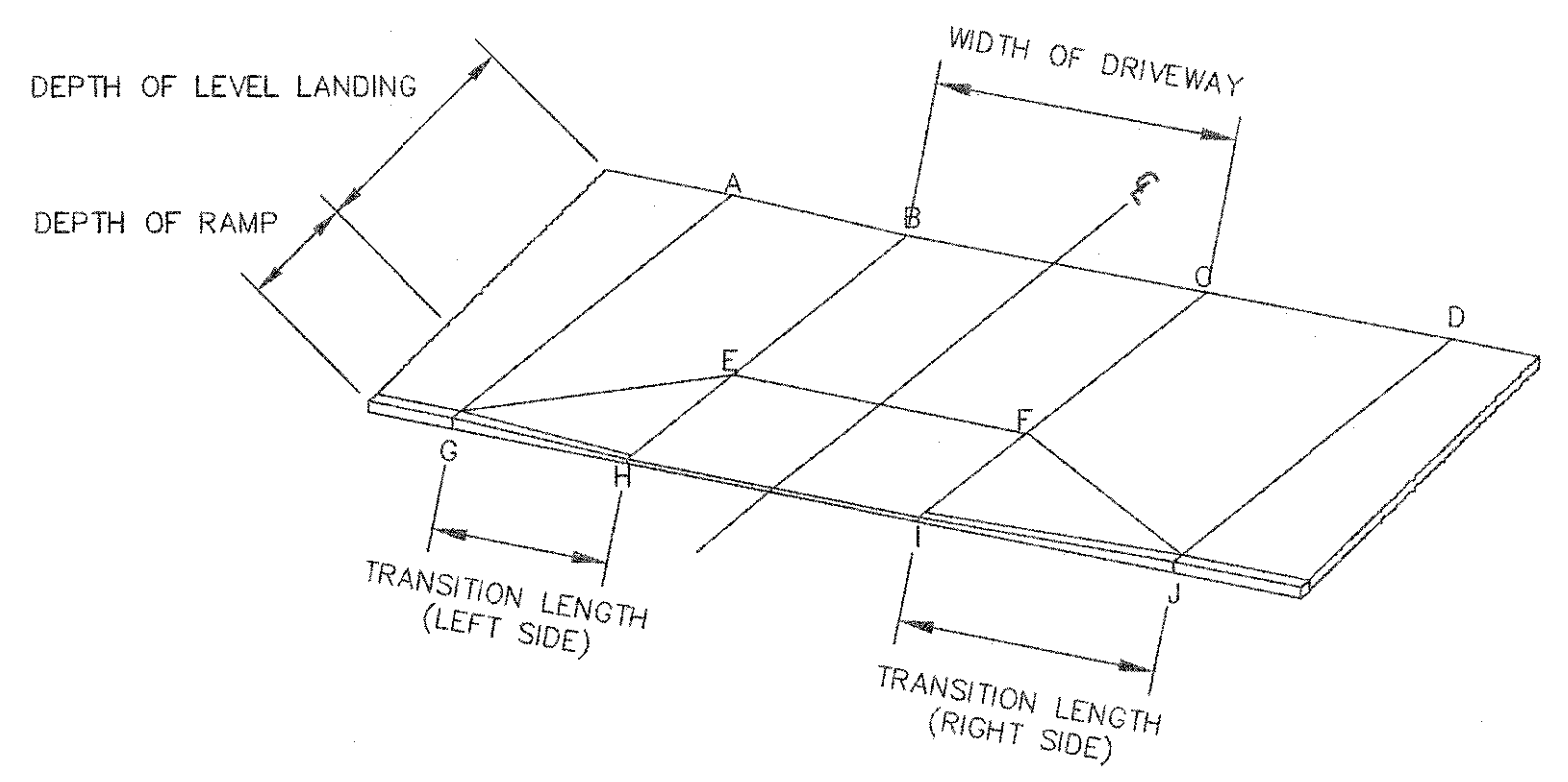 WIDTH OF DRIVEWAY
DEPTH OF LEVEL LANDING
℄
A
DEPTH OF RAMP
B
C
D
E
F
G
H
I
J
TRANSITION LENGTH
(LEFT SIDE)
TRANSITION LENGTH
(RIGHT SIDE)